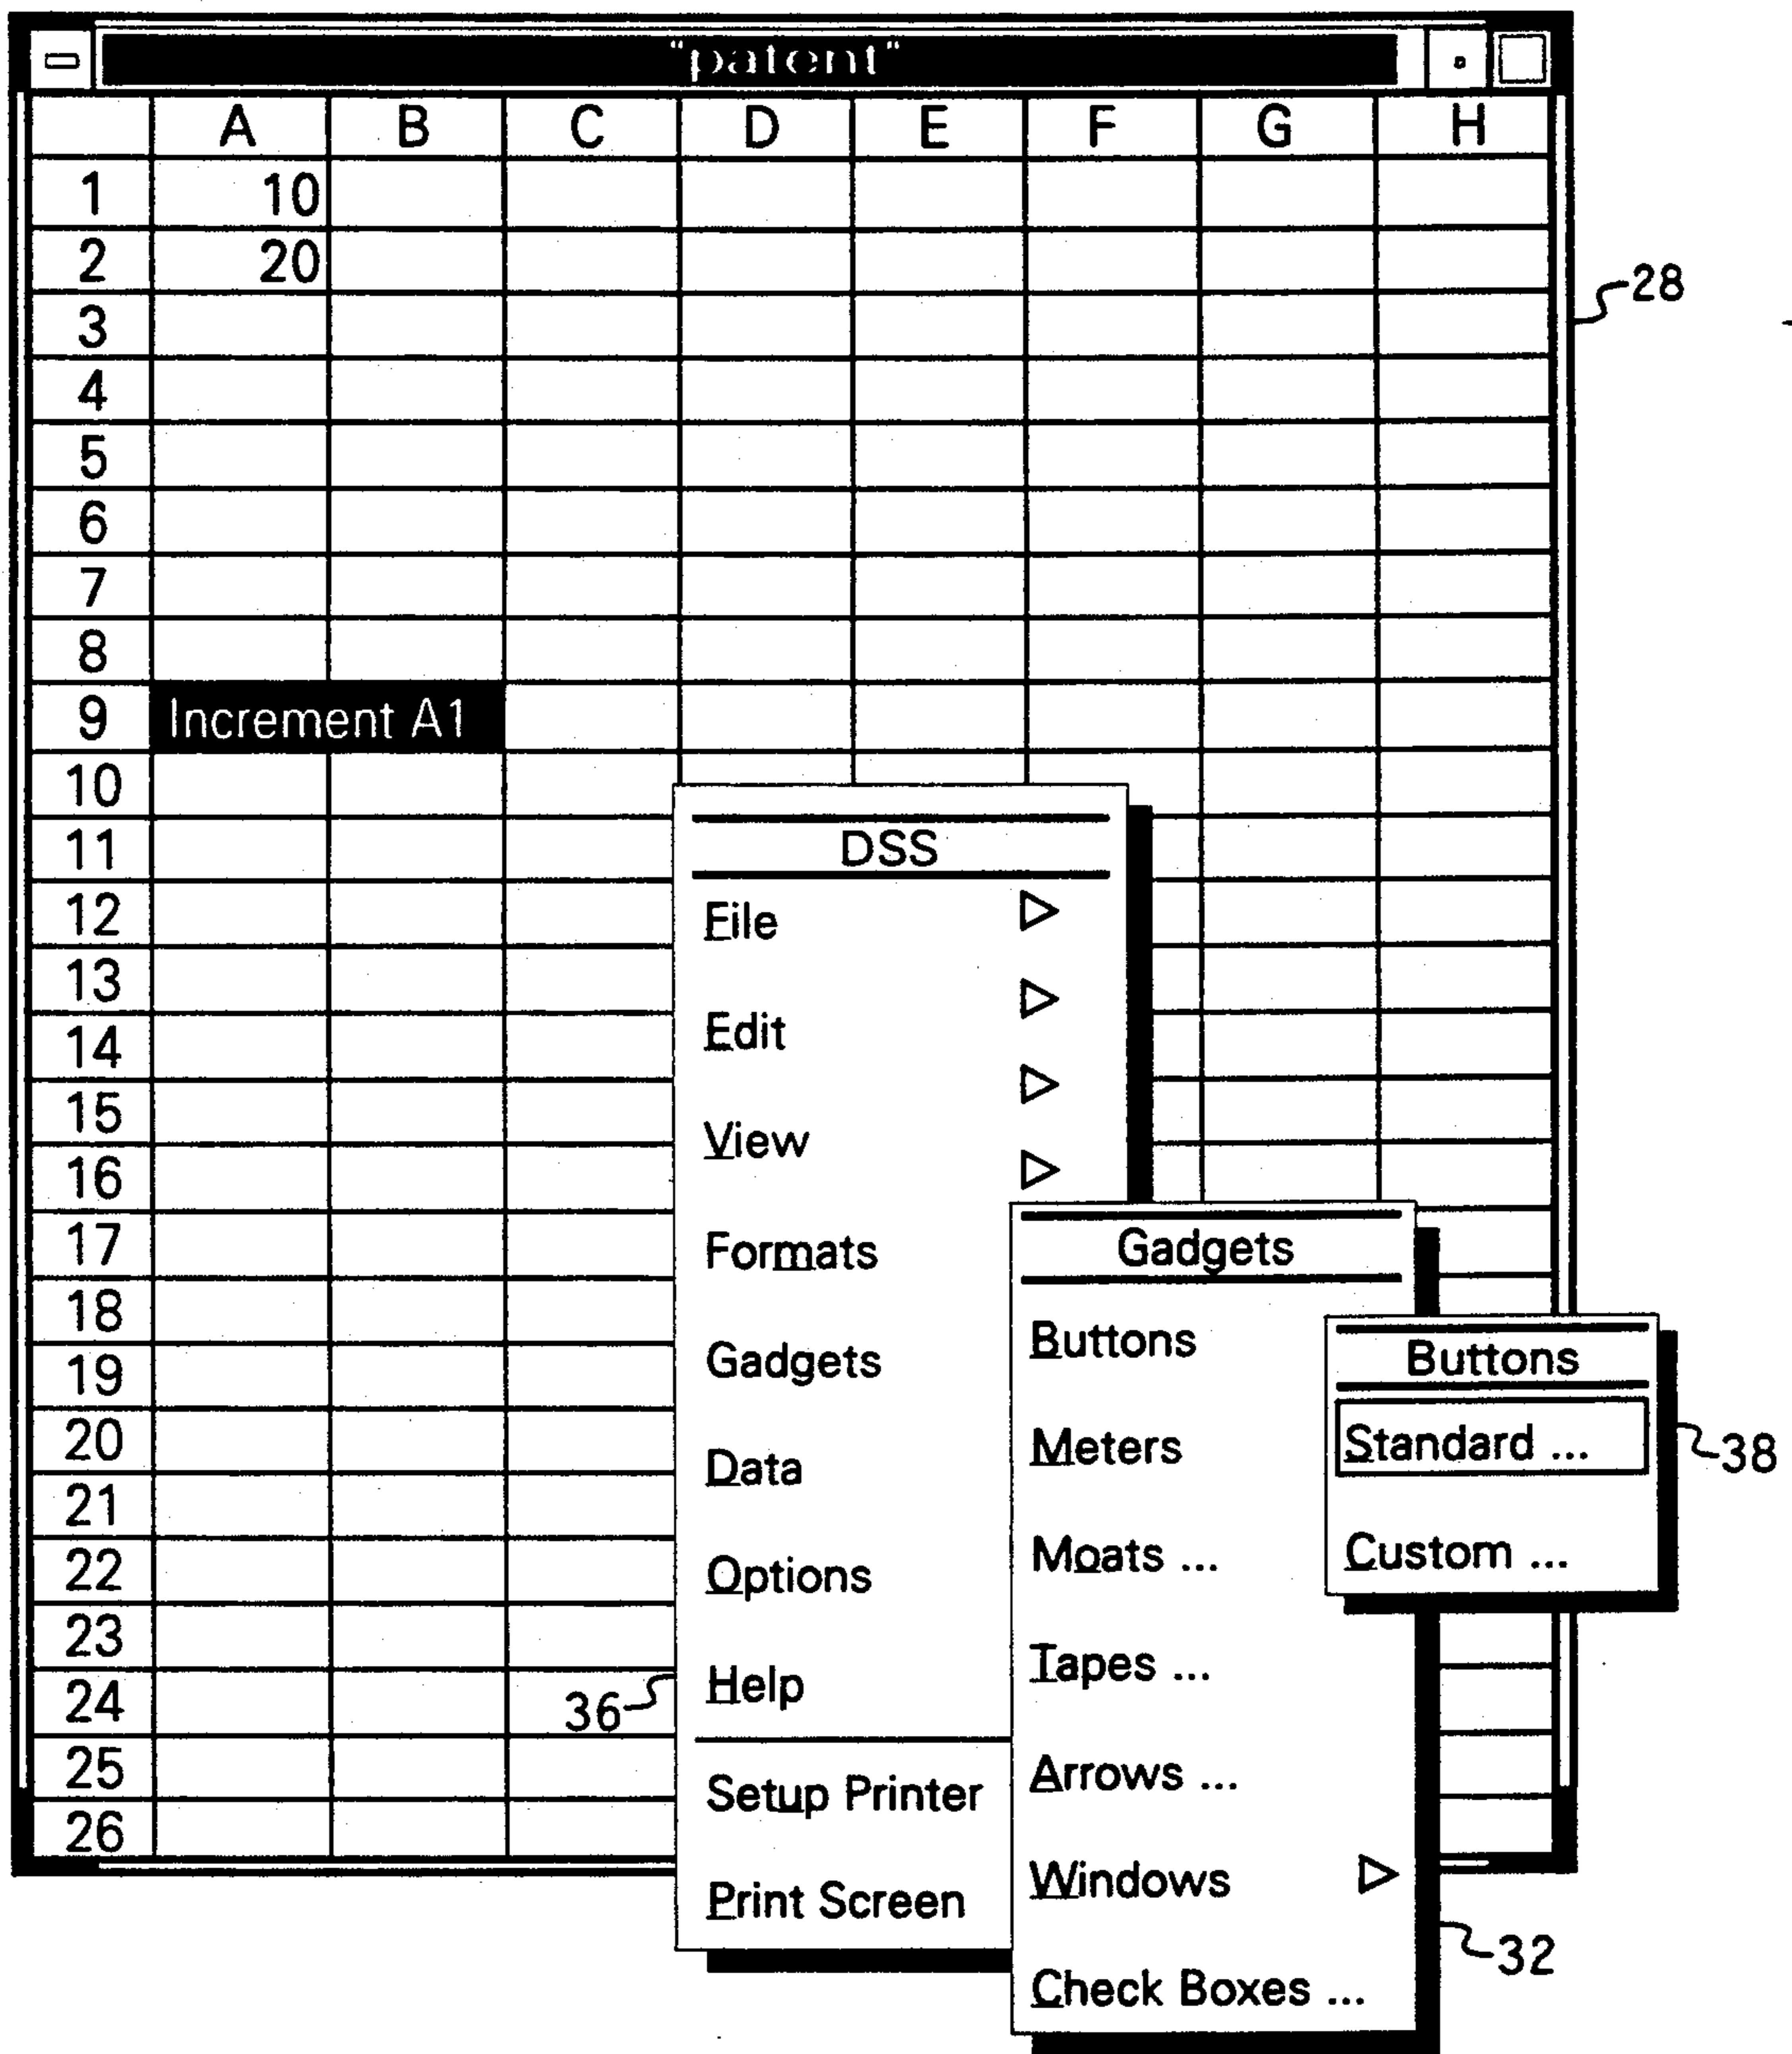 "patent"
A B C D E F G H
1 10
2 20
28
3
4
5
6
7
8
9 Increment A1
10
11
12
13
14
15
16
17
18
19
20
21
22
23
24
25
26
DSS
File
Edit
View
Formats
Gadgets
Data
Options
Help
36
Setup Printer
Print Screen
Gadgets
Buttons
Meters
Moats ...
Tapes ...
Arrows ...
Windows
32
Check Boxes ...
Buttons
Standard ...
38
Custom ...